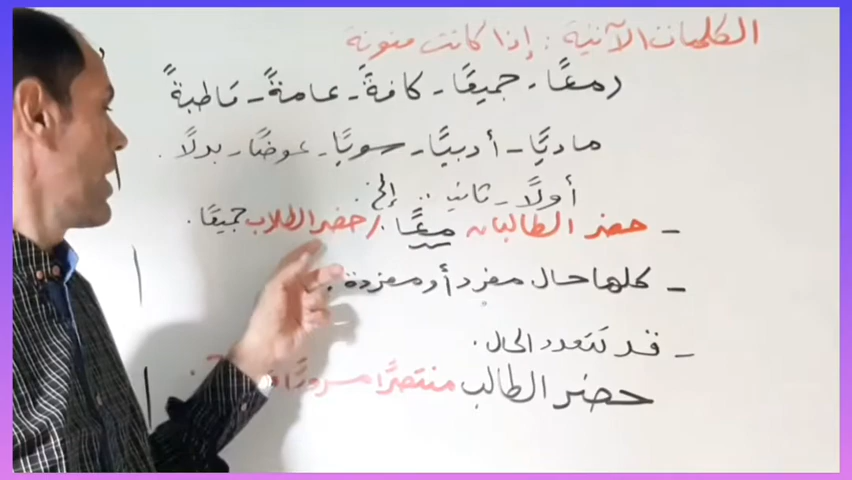 الكلمات الآتية : إذا كانت منونة
(معًا - جميعًا - كافةً - عامةً - قاطبةً
ماديًّا - أدبيًّا - سويًّا - عوضًا - بدلًا .
أولًا - ثانيا .. إلخ .
- حضر الطالبان معًا . / حضر الطلاب جميعًا .
- كلها حال مفرد أو مفردة .
- قد تتعدد الحال .
حضر الطالب منتصرًا مسرورًا